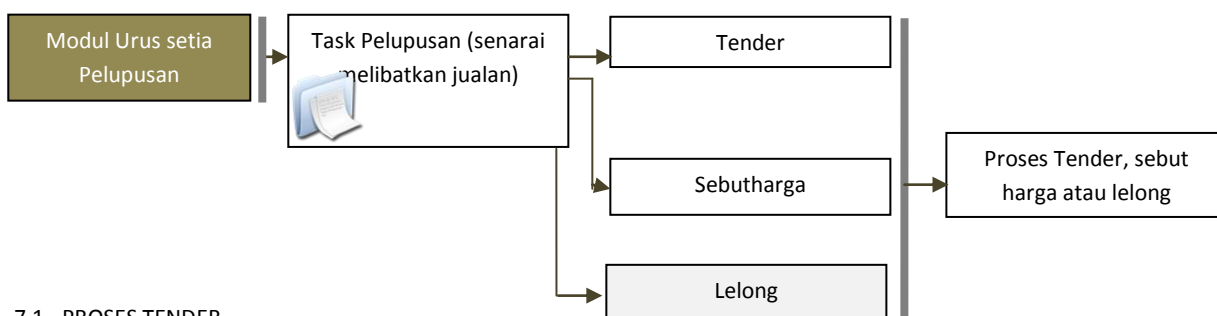 Modul Urus setia
Pelupusan
Task Pelupusan (senarai
melibatkan jualan)
Tender
Sebutharga
Lelong
Proses Tender, sebut
harga atau lelong
7.1 PROSES TENDER